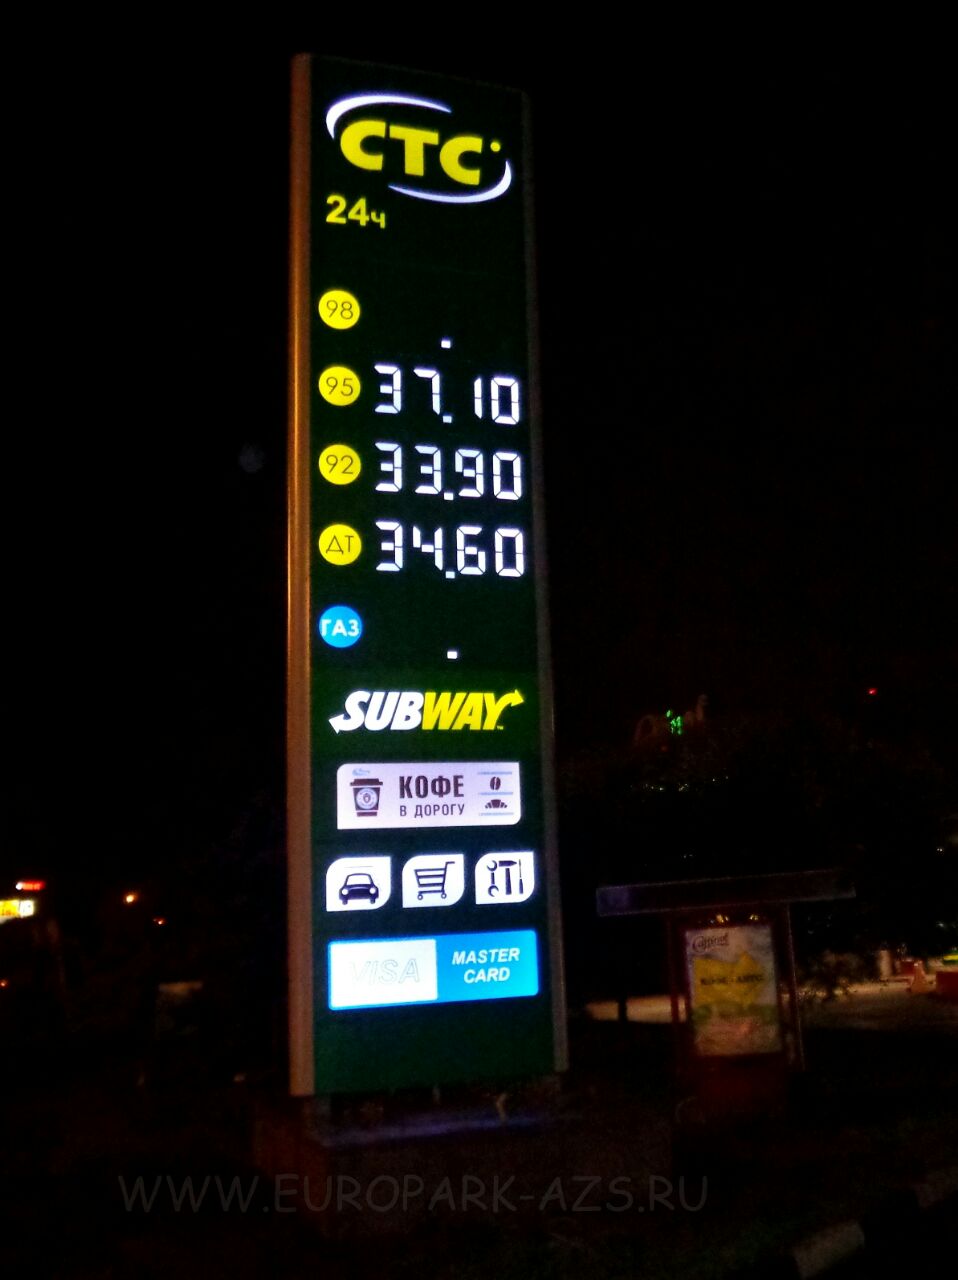 СТС
24ч
98 .
95 37.10
92 33.90
ДТ 34.60
ГАЗ .
SUBWAY
КОФЕ
В ДОРОГУ
VISA MASTER
CARD
WWW.EUROPARK-AZS.RU